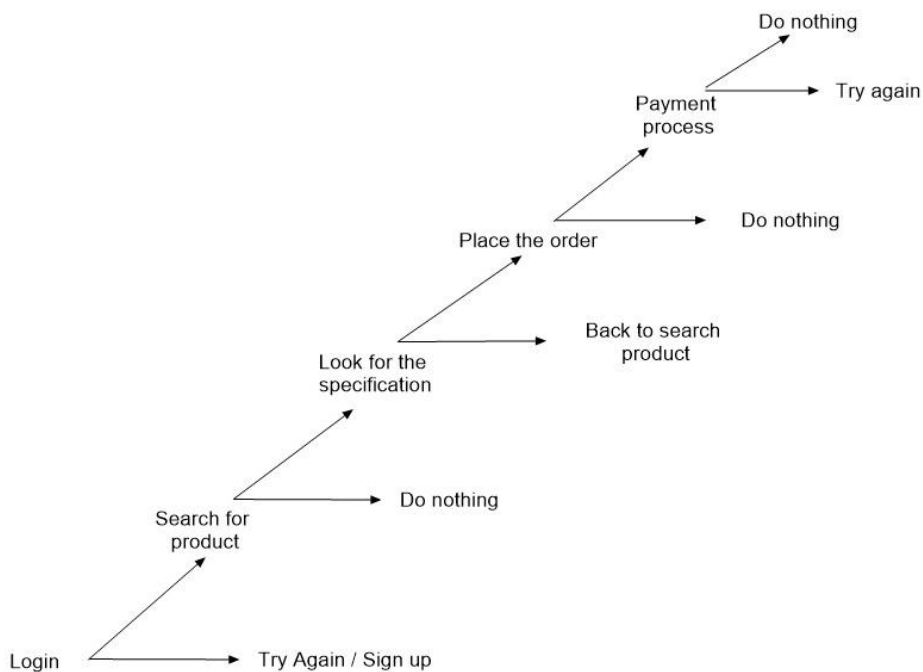 Do nothing
Try again
Payment
process
Do nothing
Place the order
Back to search
product
Look for the
specification
Do nothing
Search for
product
Login
Try Again / Sign up